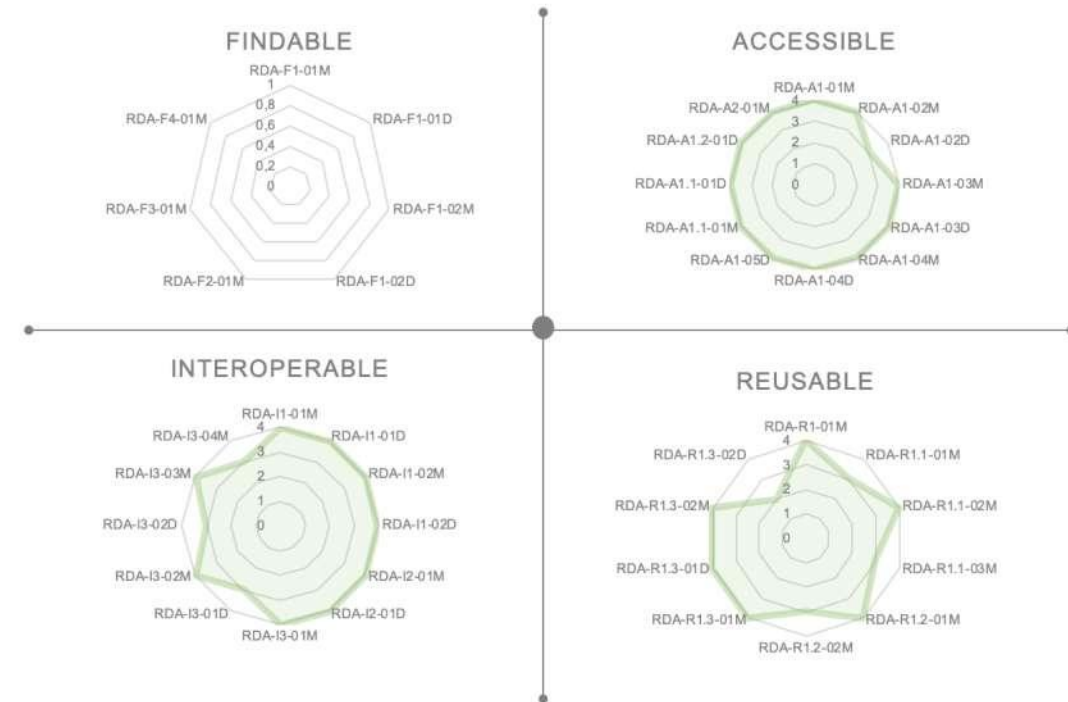 FINDABLE
RDA-F1-01M
1
0,8
0,6
0,4
0,2
0
RDA-F1-01D
RDA-F1-02M
RDA-F1-02D
RDA-F2-01M
RDA-F3-01M
RDA-F4-01M
ACCESSIBLE
RDA-A1-01M
4
3
2
1
0
RDA-A1-02M
RDA-A1-02D
RDA-A1-03M
RDA-A1-03D
RDA-A1-04M
RDA-A1-04D
RDA-A1-05D
RDA-A1.1-01M
RDA-A1.1-01D
RDA-A1.2-01D
RDA-A2-01M
INTEROPERABLE
RDA-I1-01M
4
3
2
1
0
RDA-I1-01D
RDA-I1-02M
RDA-I1-02D
RDA-I2-01M
RDA-I2-01D
RDA-I3-01M
RDA-I3-01D
RDA-I3-02M
RDA-I3-02D
RDA-I3-03M
RDA-I3-04M
REUSABLE
RDA-R1-01M
4
3
2
1
0
RDA-R1.1-01M
RDA-R1.1-02M
RDA-R1.1-03M
RDA-R1.2-01M
RDA-R1.2-02M
RDA-R1.3-01M
RDA-R1.3-01D
RDA-R1.3-02M
RDA-R1.3-02D